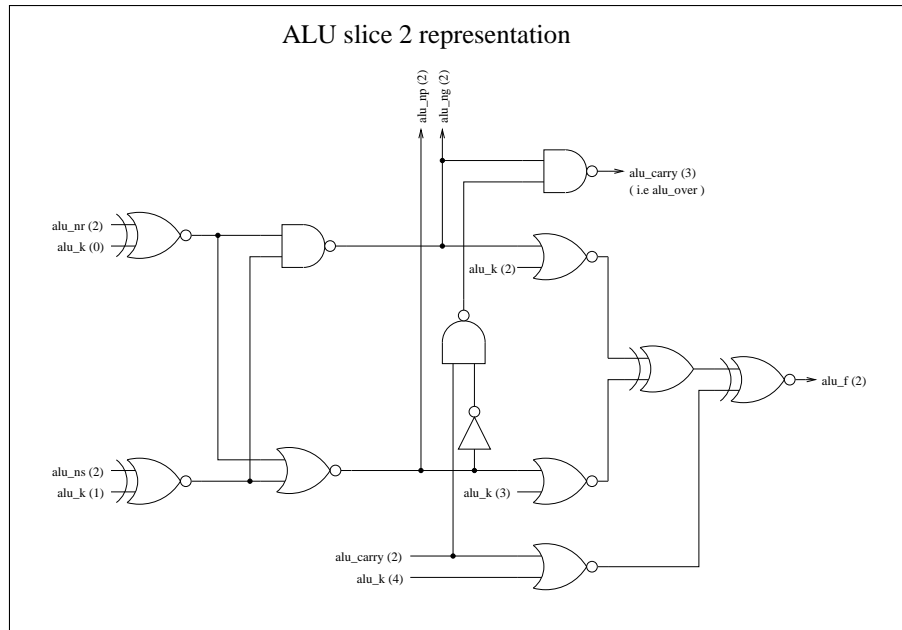 ALU slice 2 representation
alu_np (2)
alu_ng (2)
alu_carry (3)
( i.e alu_over )
alu_nr (2)
alu_k (0)
alu_k (2)
alu_f (2)
alu_ns (2)
alu_k (1)
alu_k (3)
alu_carry (2)
alu_k (4)